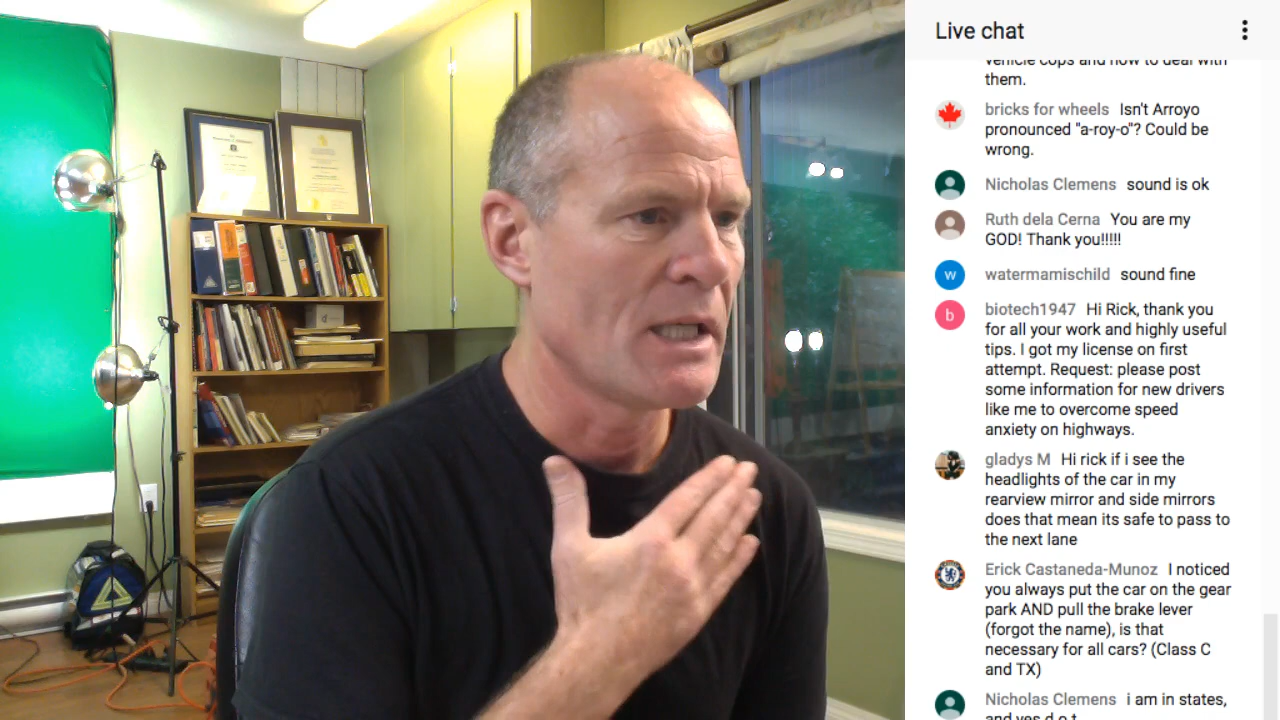 Live chat
vehicle cops and how to deal with
them.
bricks for wheels Isn't Arroyo
pronounced "a-roy-o"? Could be
wrong.
Nicholas Clemens sound is ok
Ruth dela Cerna You are my
GOD! Thank you!!!!!
w watermamischild sound fine
b biotech1947 Hi Rick, thank you
for all your work and highly useful
tips. I got my license on first
attempt. Request: please post
some information for new drivers
like me to overcome speed
anxiety on highways.
gladys M Hi rick if i see the
headlights of the car in my
rearview mirror and side mirrors
does that mean its safe to pass to
the next lane
Erick Castaneda-Munoz I noticed
you always put the car on the gear
park AND pull the brake lever
(forgot the name), is that
necessary for all cars? (Class C
and TX)
Nicholas Clemens i am in states,
and yes d.o.t